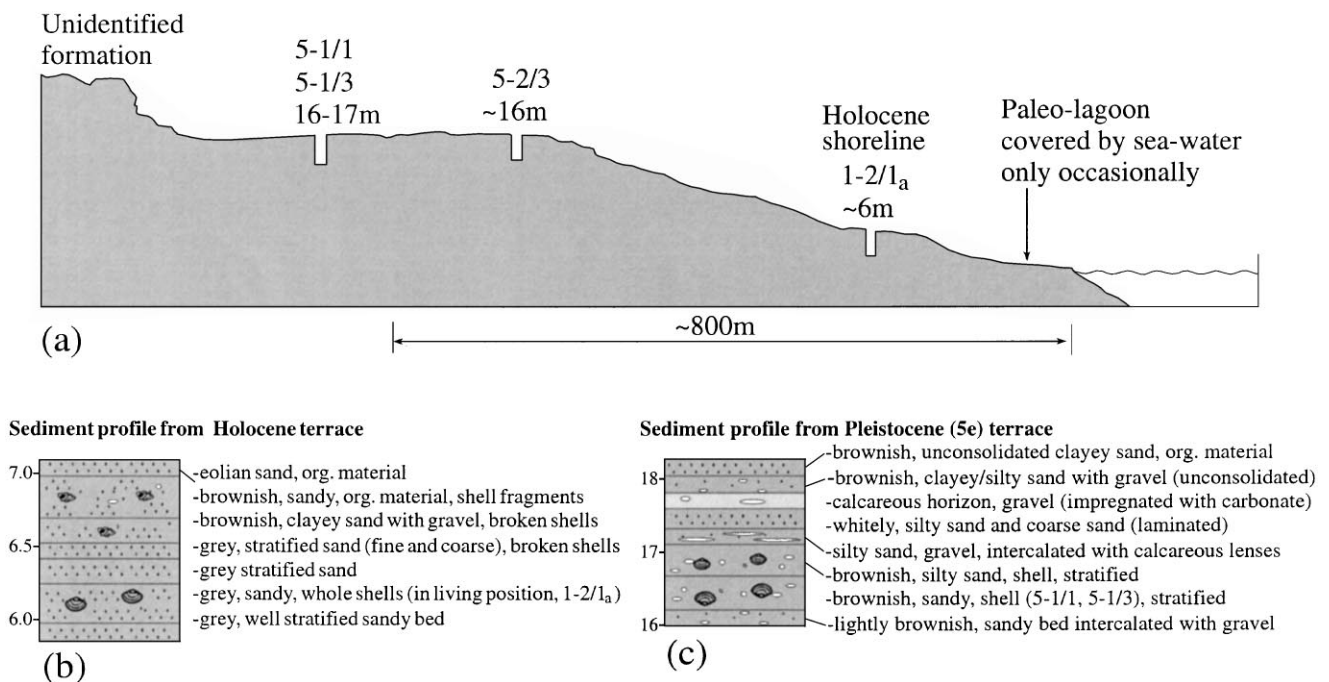 Unidentified
formation
5-1/1
5-1/3
16-17m
5-2/3
~16m
Holocene
shoreline
1-2/1a
~6m
Paleo-lagoon
covered by sea-water
only occasionally
(a)
~800m
Sediment profile from Holocene terrace
7.0
6.5
6.0
-eolian sand, org. material
-brownish, sandy, org. material, shell fragments
-brownish, clayey sand with gravel, broken shells
-grey, stratified sand (fine and coarse), broken shells
-grey stratified sand
-grey, sandy, whole shells (in living position, 1-2/1a)
-grey, well stratified sandy bed
(b)
Sediment profile from Pleistocene (5e) terrace
18
17
16
-brownish, unconsolidated clayey sand, org. material
-brownish, clayey/silty sand with gravel (unconsolidated)
-calcareous horizon, gravel (impregnated with carbonate)
-whitely, silty sand and coarse sand (laminated)
-silty sand, gravel, intercalated with calcareous lenses
-brownish, silty sand, shell, stratified
-brownish, sandy, shell (5-1/1, 5-1/3), stratified
-lightly brownish, sandy bed intercalated with gravel
(c)